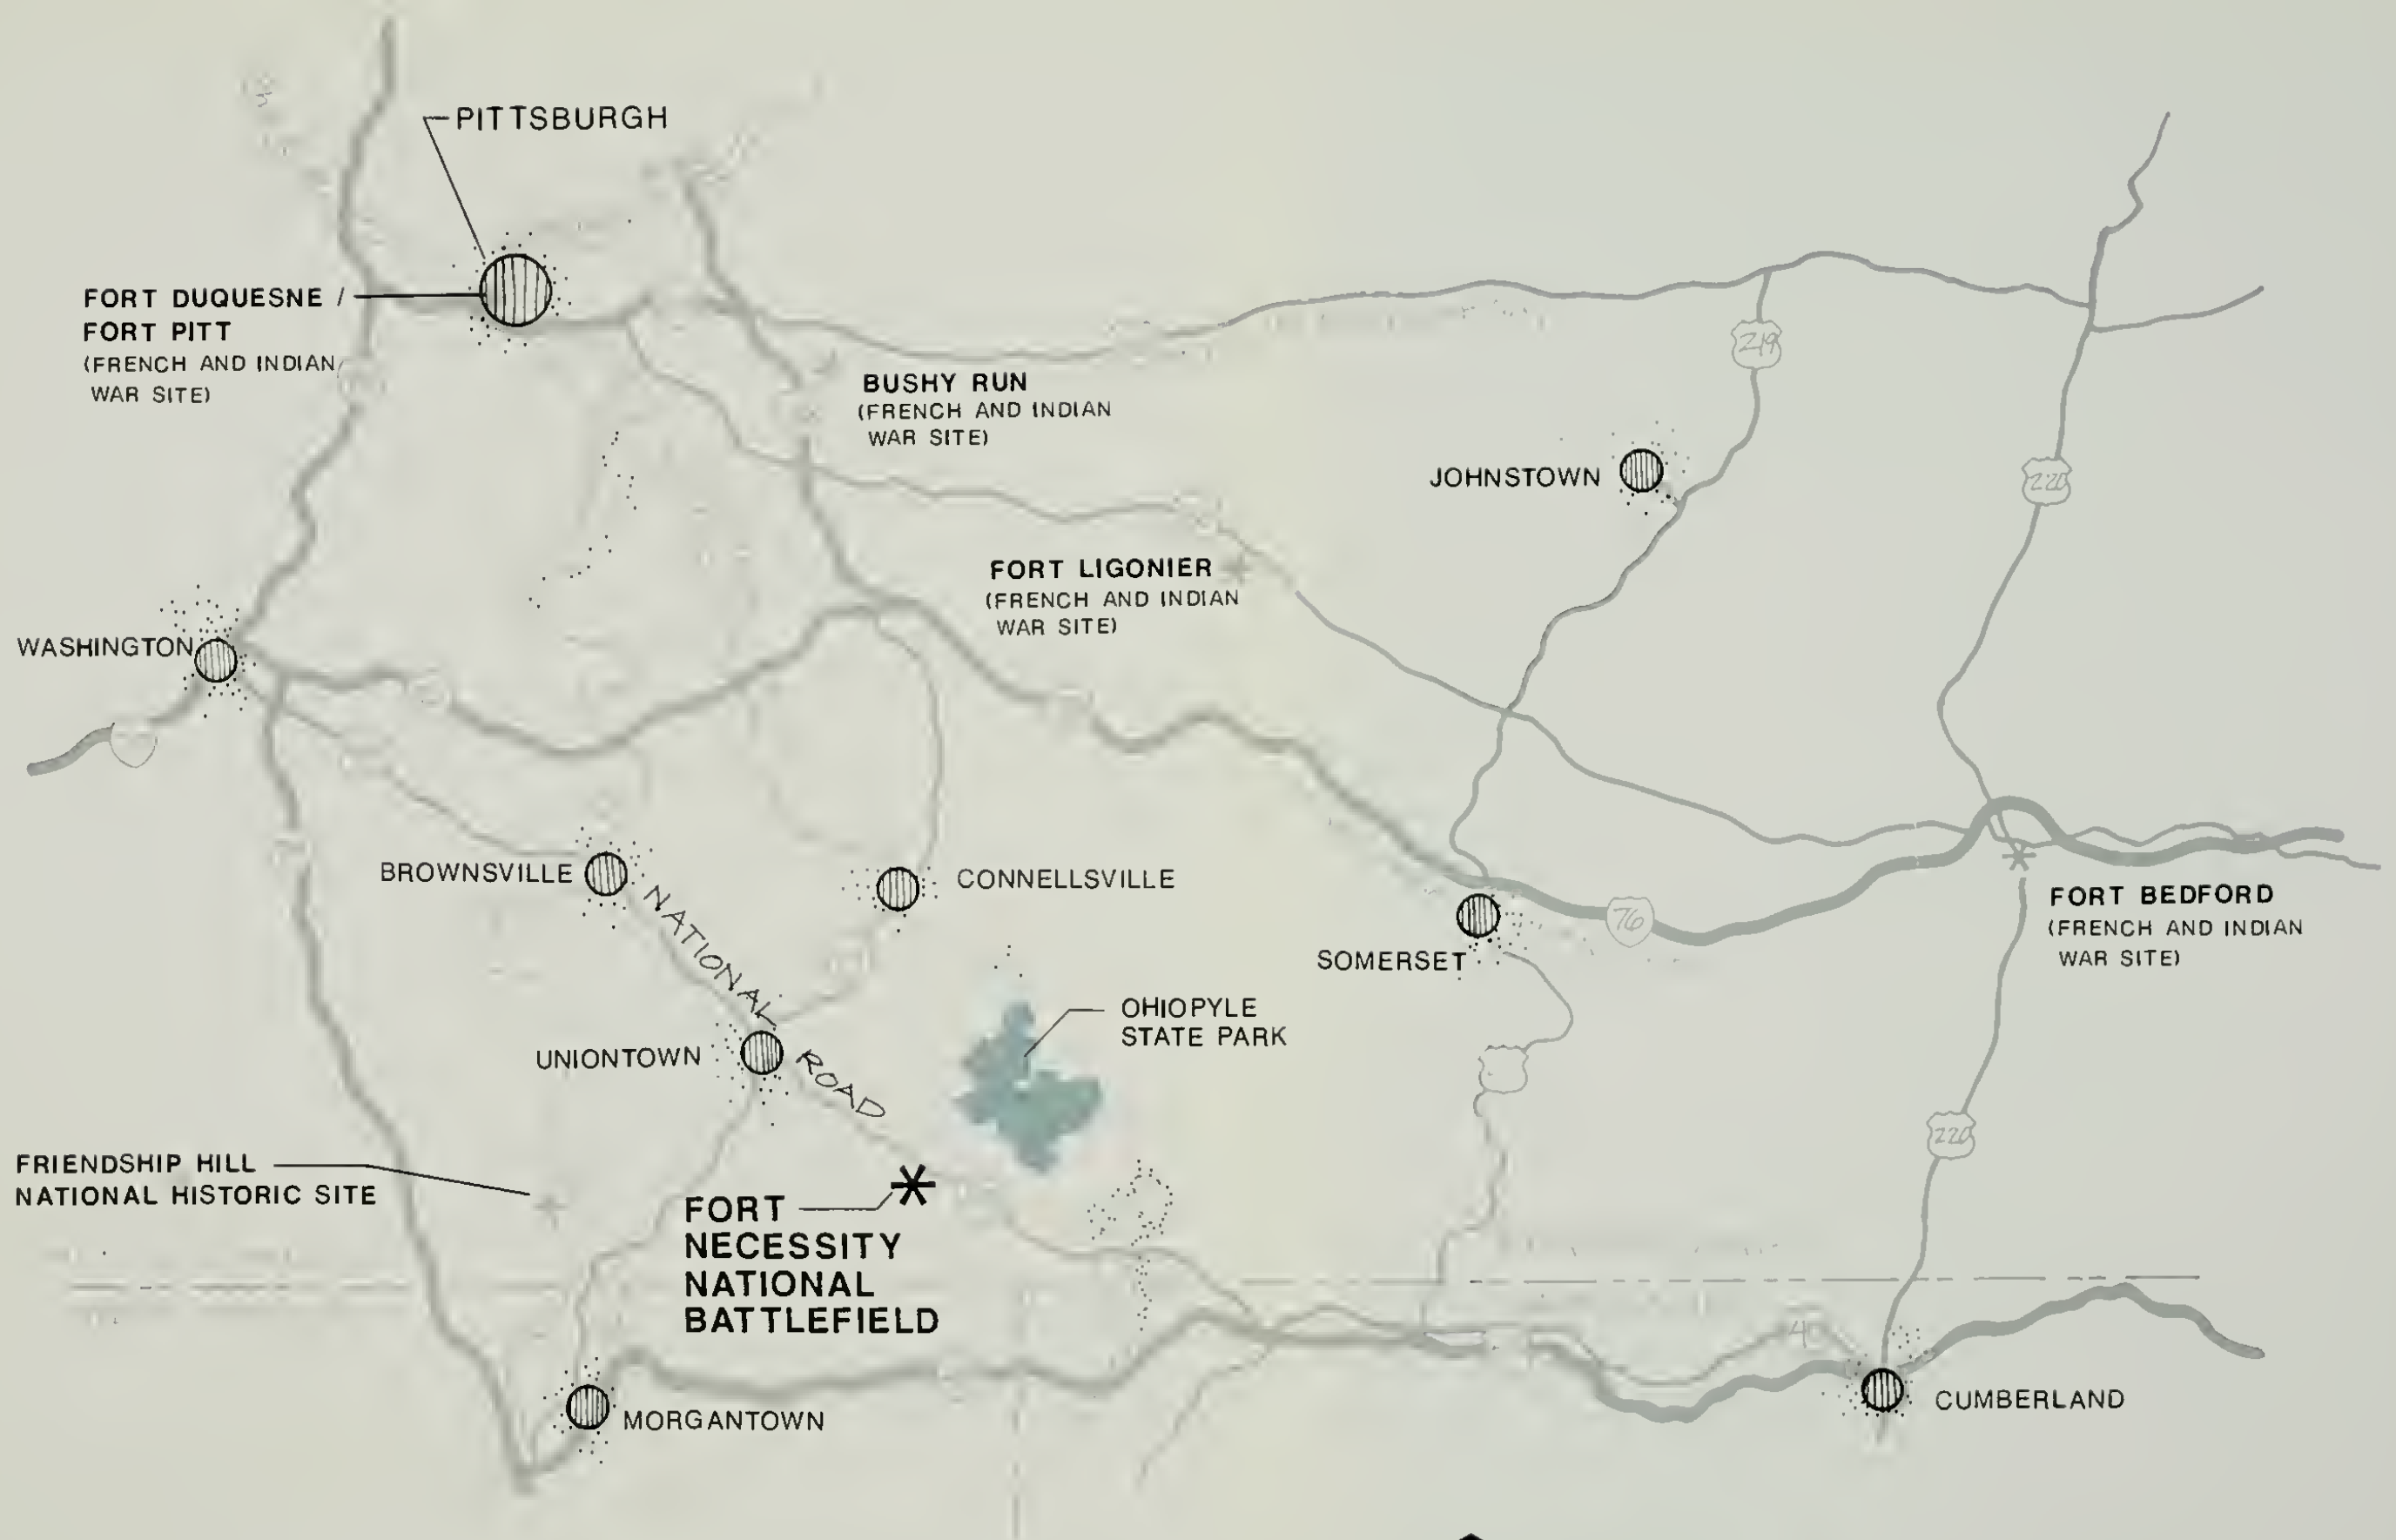 PITTSBURGH
FORT DUQUESNE /
FORT PITT
(FRENCH AND INDIAN
WAR SITE)
BUSHY RUN
(FRENCH AND INDIAN
WAR SITE)
219
JOHNSTOWN
220
FORT LIGONIER
(FRENCH AND INDIAN
WAR SITE)
WASHINGTON
BROWNSVILLE
NATIONAL
ROAD
CONNELLSVILLE
76
SOMERSET
FORT BEDFORD
(FRENCH AND INDIAN
WAR SITE)
OHIOPYLE
STATE PARK
UNIONTOWN
220
FRIENDSHIP HILL
NATIONAL HISTORIC SITE
FORT
NECESSITY
NATIONAL
BATTLEFIELD
40
MORGANTOWN
CUMBERLAND